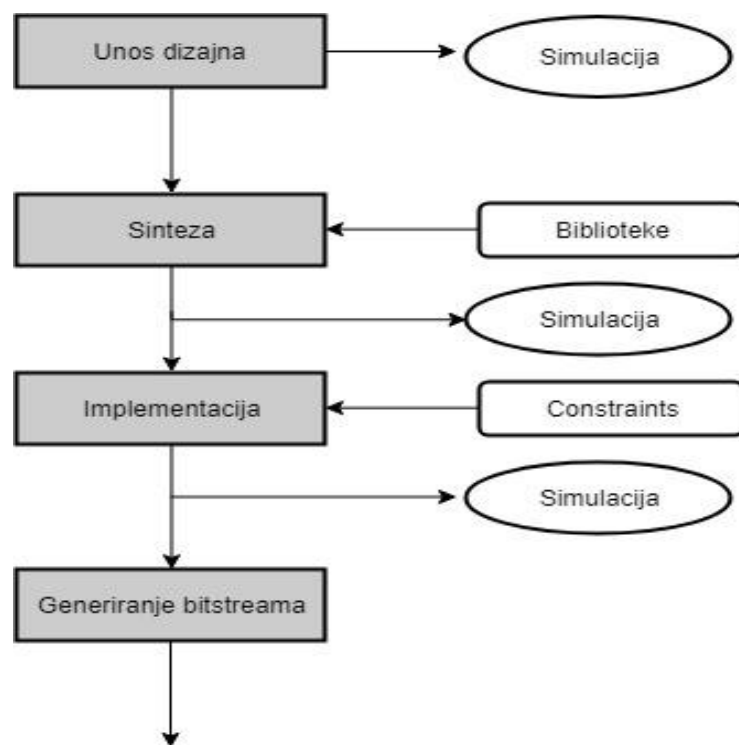 Unos dizajna
Simulacija
Sinteza
Biblioteke
Simulacija
Implementacija
Constraints
Simulacija
Generiranje bitstreama